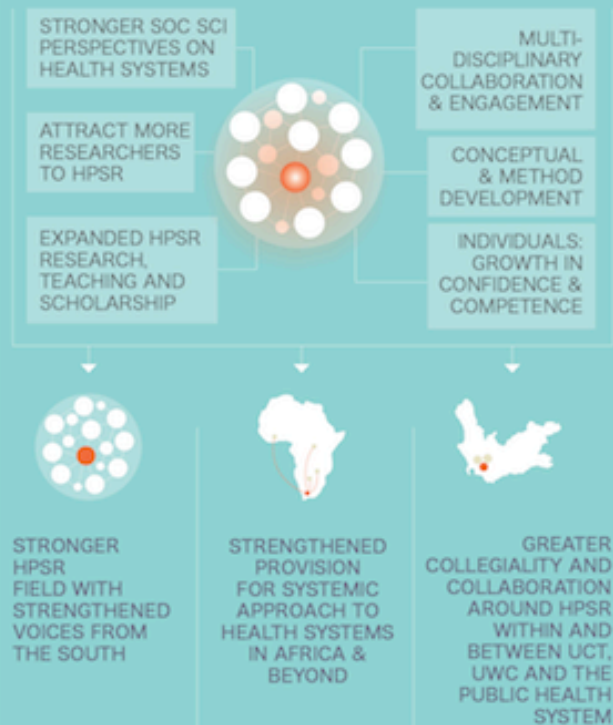 STRONGER SOC SCI
PERSPECTIVES ON
HEALTH SYSTEMS
ATTRACT MORE
RESEARCHERS
TO HPSR
EXPANDED HPSR
RESEARCH,
TEACHING AND
SCHOLARSHIP
MULTI-
DISCIPLINARY
COLLABORATION
& ENGAGEMENT
CONCEPTUAL
& METHOD
DEVELOPMENT
INDIVIDUALS:
GROWTH IN
CONFIDENCE &
COMPETENCE
STRONGER
HPSR
FIELD WITH
STRENGTHENED
VOICES FROM
THE SOUTH
STRENGTHENED
PROVISION
FOR SYSTEMIC
APPROACH TO
HEALTH SYSTEMS
IN AFRICA &
BEYOND
GREATER
COLLEGIALITY AND
COLLABORATION
AROUND HPSR
WITHIN AND
BETWEEN UCT,
UWC AND THE
PUBLIC HEALTH
SYSTEM